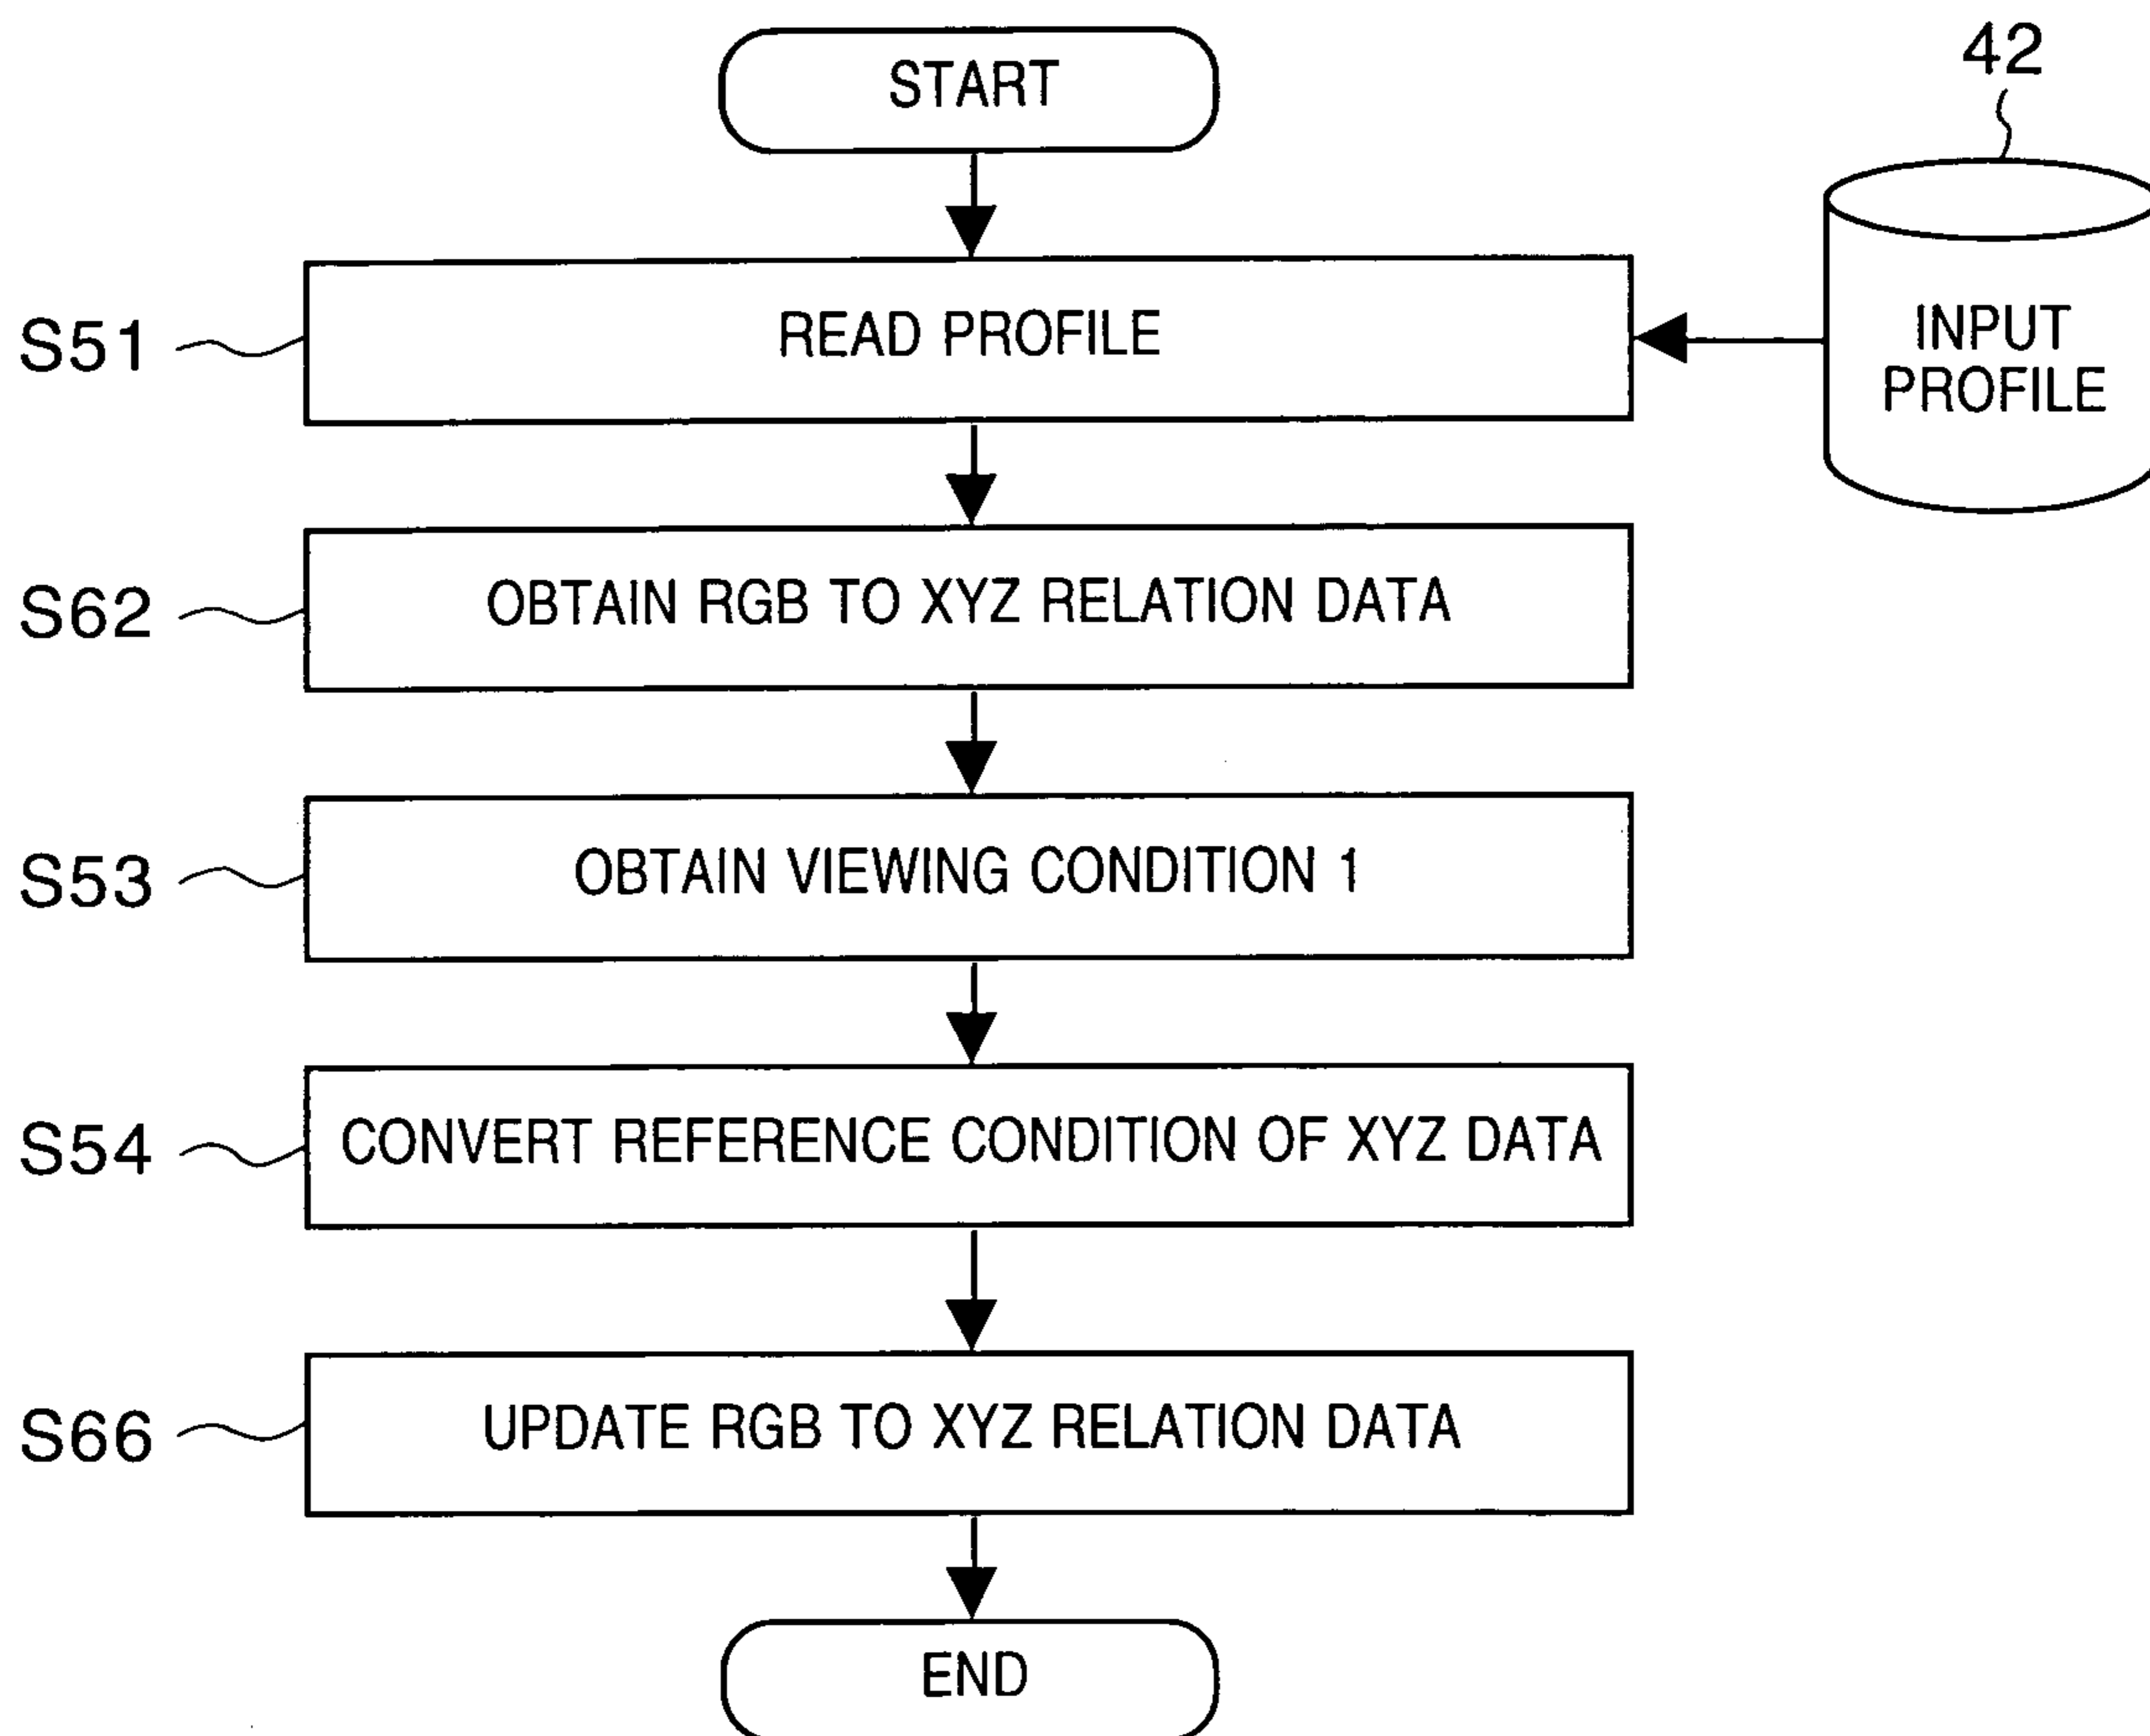 START
42
S51
READ PROFILE
INPUT
PROFILE
S62
OBTAIN RGB TO XYZ RELATION DATA
S53
OBTAIN VIEWING CONDITION 1
S54
CONVERT REFERENCE CONDITION OF XYZ DATA
S66
UPDATE RGB TO XYZ RELATION DATA
END